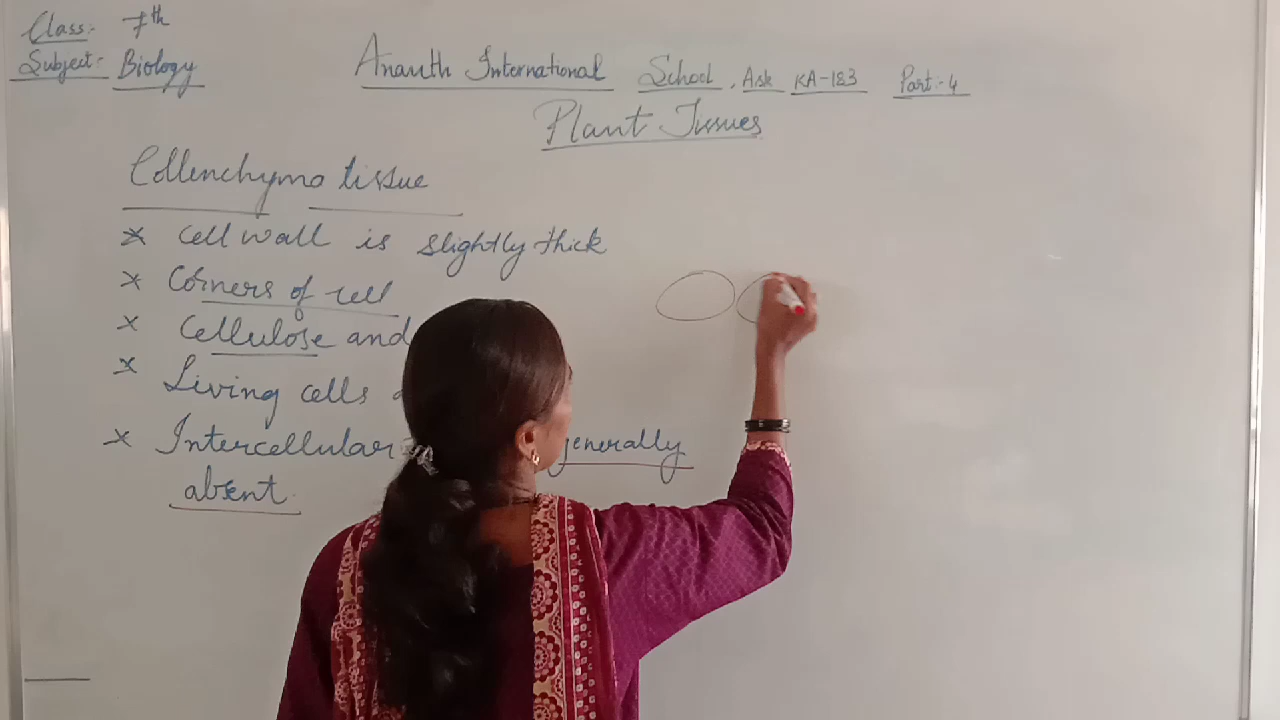 Class:- 7th
Subject:- Biology
Ananth International School, Ask KA-183 Part:-4
Plant Tissues
Collenchyma tissue
* Cell wall is slightly thick
* Corners of cell
* Cellulose and
* Living cells
* Intercellular generally
absent.